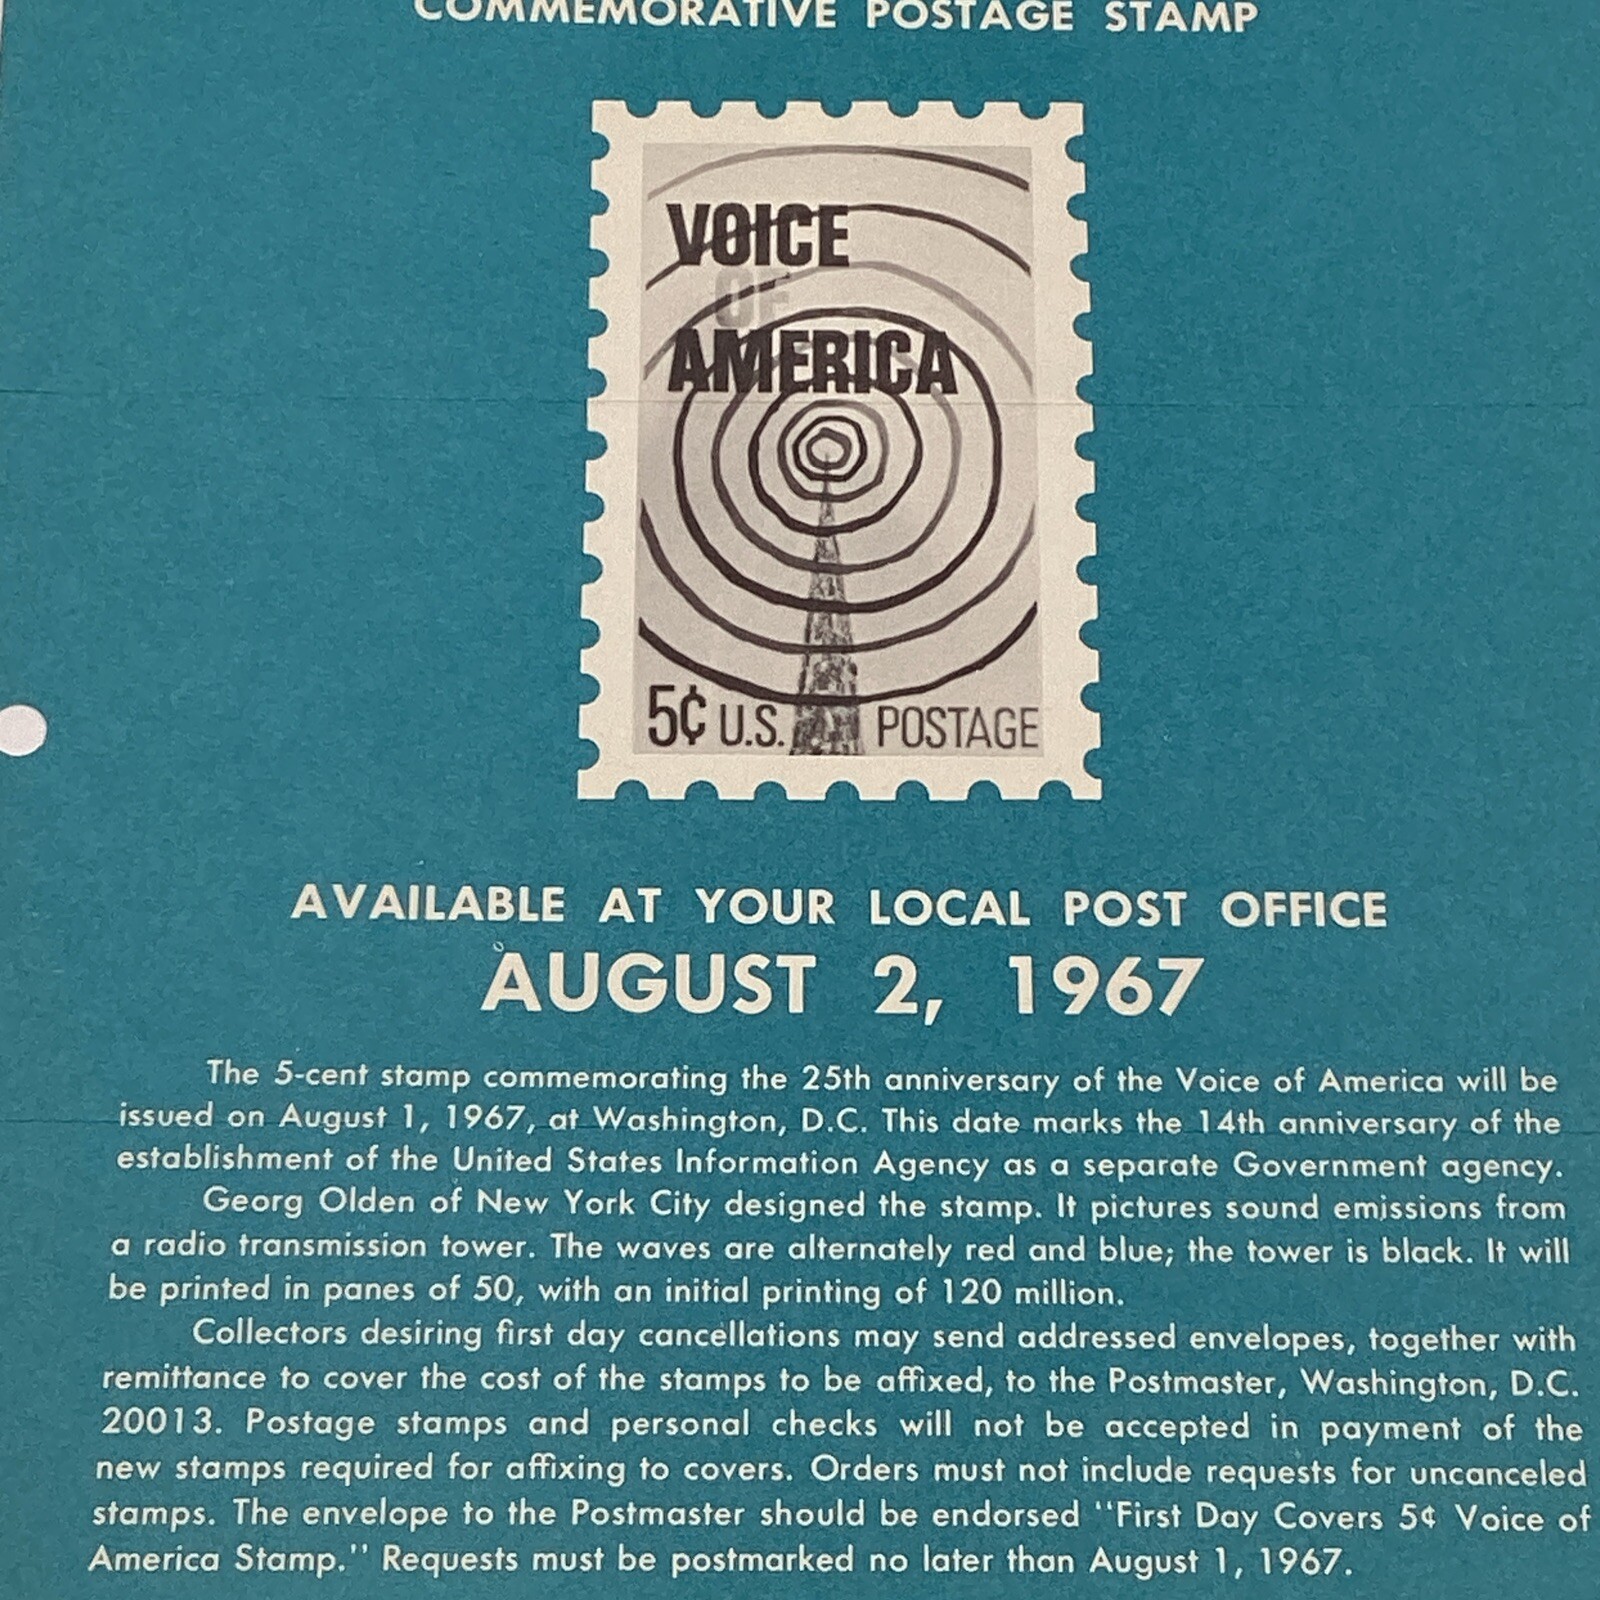 COMMEMORATIVE POSTAGE STAMP
VOICE
OF
AMERICA
5¢ U.S. POSTAGE
AVAILABLE AT YOUR LOCAL POST OFFICE
AUGUST 2, 1967
The 5-cent stamp commemorating the 25th anniversary of the Voice of America will be
issued on August 1, 1967, at Washington, D.C. This date marks the 14th anniversary of the
establishment of the United States Information Agency as a separate Government agency.
Georg Olden of New York City designed the stamp. It pictures sound emissions from
a radio transmission tower. The waves are alternately red and blue; the tower is black. It will
be printed in panes of 50, with an initial printing of 120 million.
Collectors desiring first day cancellations may send addressed envelopes, together with
remittance to cover the cost of the stamps to be affixed, to the Postmaster, Washington, D.C.
20013. Postage stamps and personal checks will not be accepted in payment of the
new stamps required for affixing to covers. Orders must not include requests for uncanceled
stamps. The envelope to the Postmaster should be endorsed "First Day Covers 5¢ Voice of
America Stamp." Requests must be postmarked no later than August 1, 1967.